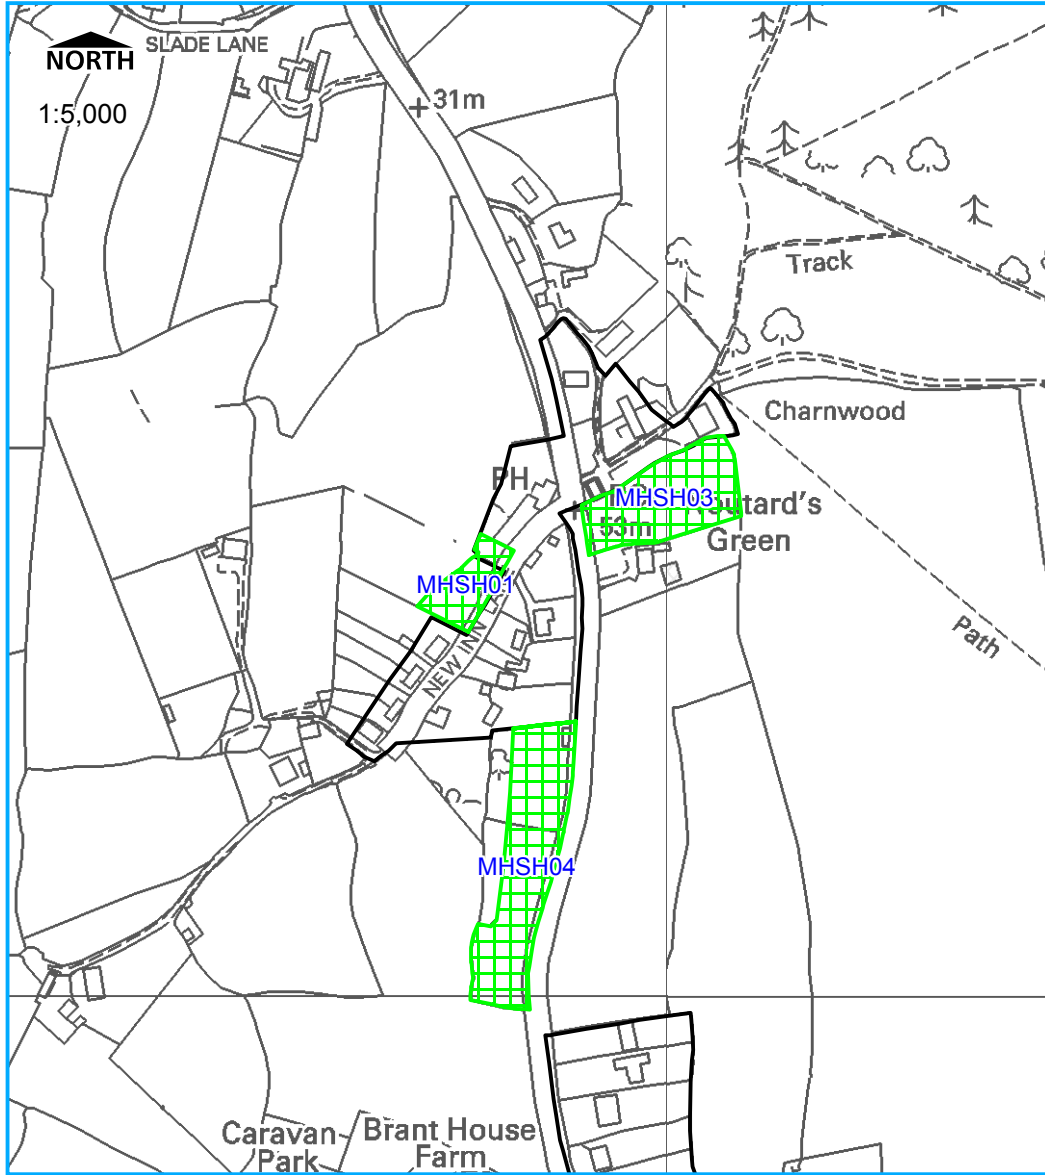 SLADE LANE
NORTH
1:5,000
31m
Track
Charnwood
PH
MHSH03
53m
Green
MHSH01
NEW INN
Path
MHSH04
Caravan
Park
Brant House
Farm